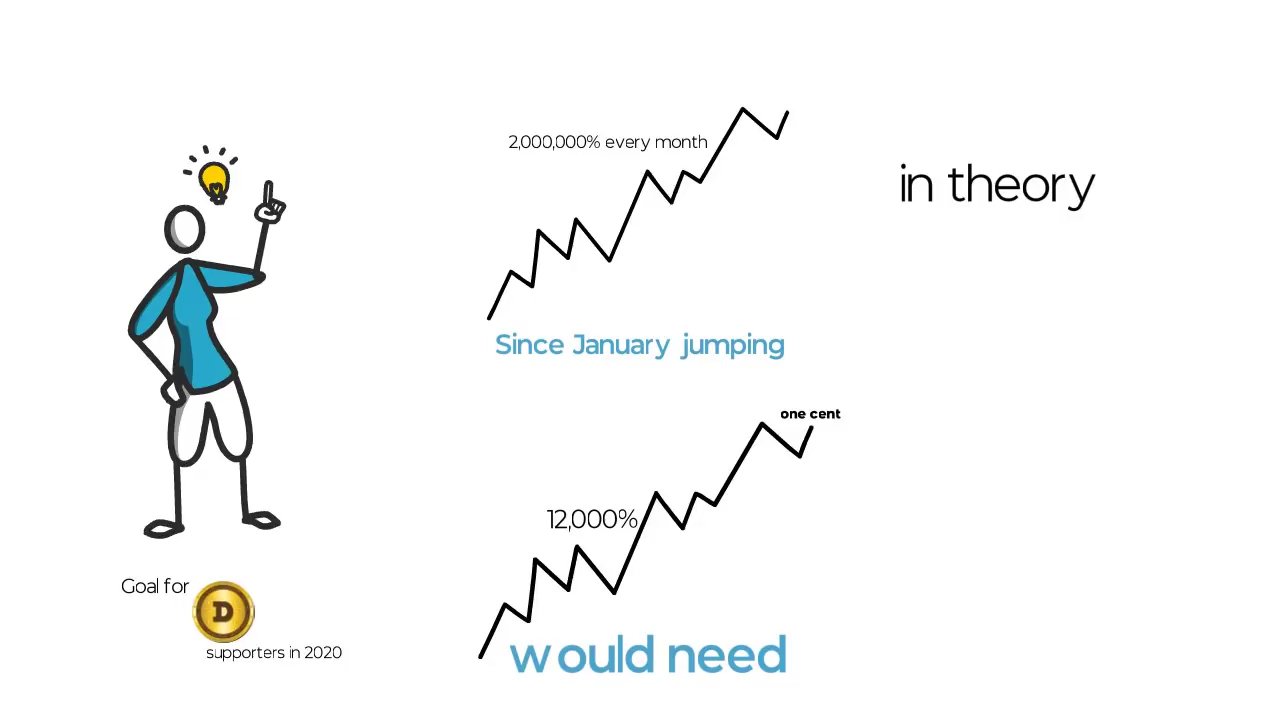 Goal for
D
supporters in 2020
2,000,000% every month
Since January jumping
one cent
12,000%
would need
in theory